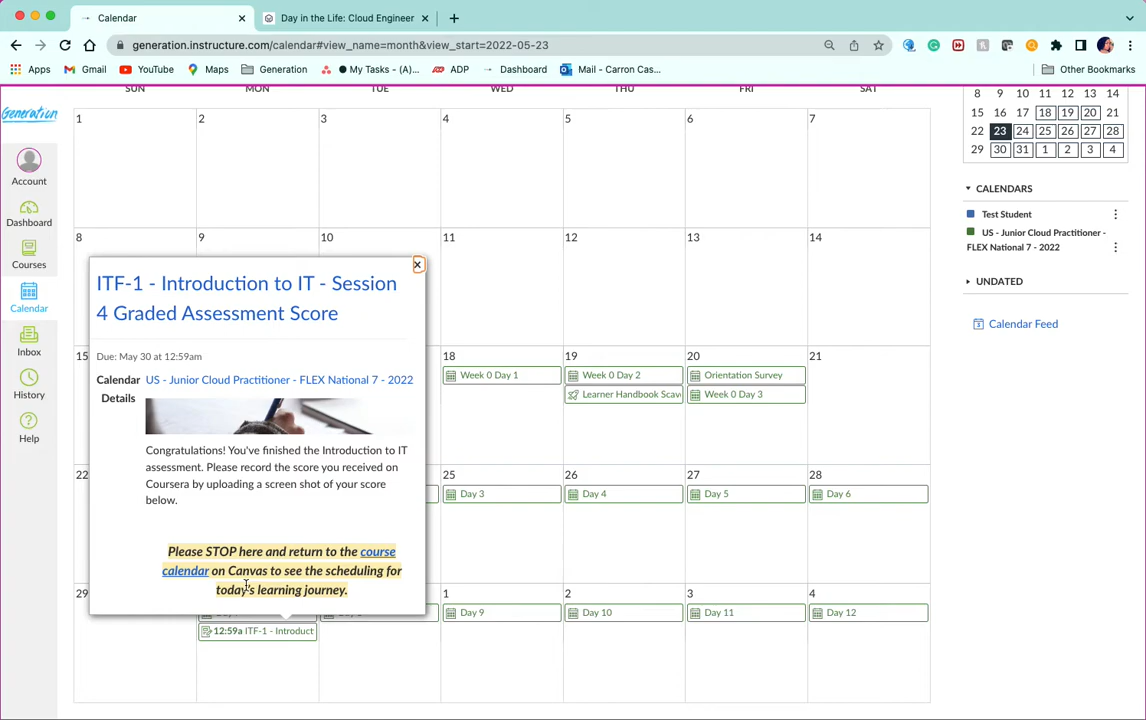 Calendar
Day in the Life: Cloud Engineer
generation.instructure.com/calendar#view_name=month&view_start=2022-05-23
Apps Gmail YouTube Maps Generation My Tasks - (A)... ADP Dashboard Mail - Carron Cas... Other Bookmarks
SUN MON TUE WED THU FRI SAT
Generation
Account
Dashboard
Courses
Calendar
Inbox
History
Help
1 2 3 4 5 6 7
8 9 10 11 12 13 14
ITF-1 - Introduction to IT - Session
4 Graded Assessment Score
Due: May 30 at 12:59am
Calendar US - Junior Cloud Practitioner - FLEX National 7 - 2022
Details
Congratulations! You've finished the Introduction to IT
assessment. Please record the score you received on
Coursera by uploading a screen shot of your score
below.
Please STOP here and return to the course
calendar on Canvas to see the scheduling for
today's learning journey.
15 18 19 20 21
Week 0 Day 1 Week 0 Day 2 Orientation Survey
Learner Handbook Scav Week 0 Day 3
22 25 26 27 28
Day 3 Day 4 Day 5 Day 6
29 1 2 3 4
Day 9 Day 10 Day 11 Day 12
12:59a ITF-1 - Introduct
8 9 10 11 12 13 14
15 16 17 18 19 20 21
22 23 24 25 26 27 28
29 30 31 1 2 3 4
CALENDARS
Test Student
US - Junior Cloud Practitioner -
FLEX National 7 - 2022
UNDATED
Calendar Feed